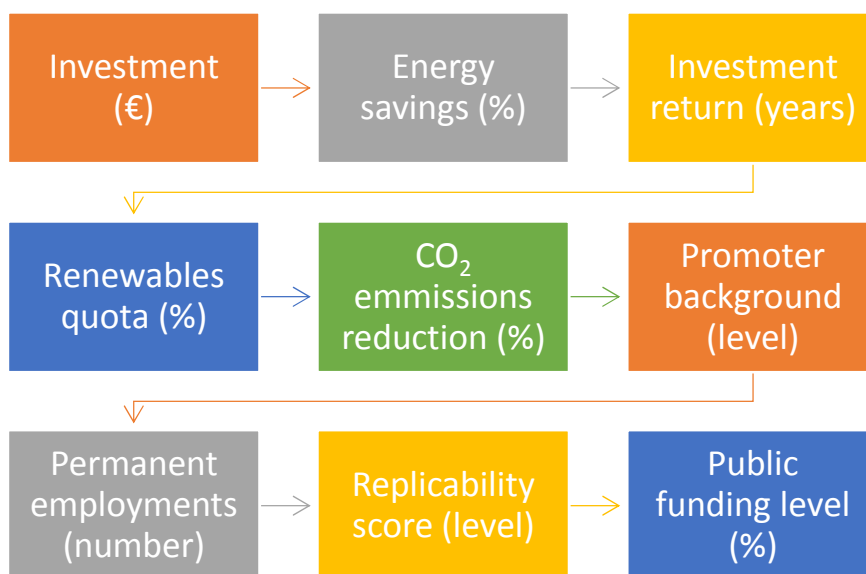 Investment
(€)
Energy
savings (%)
Investment
return (years)
Renewables
quota (%)
CO₂
emmissions
reduction (%)
Promoter
background
(level)
Permanent
employments
(number)
Replicability
score (level)
Public
funding level
(%)